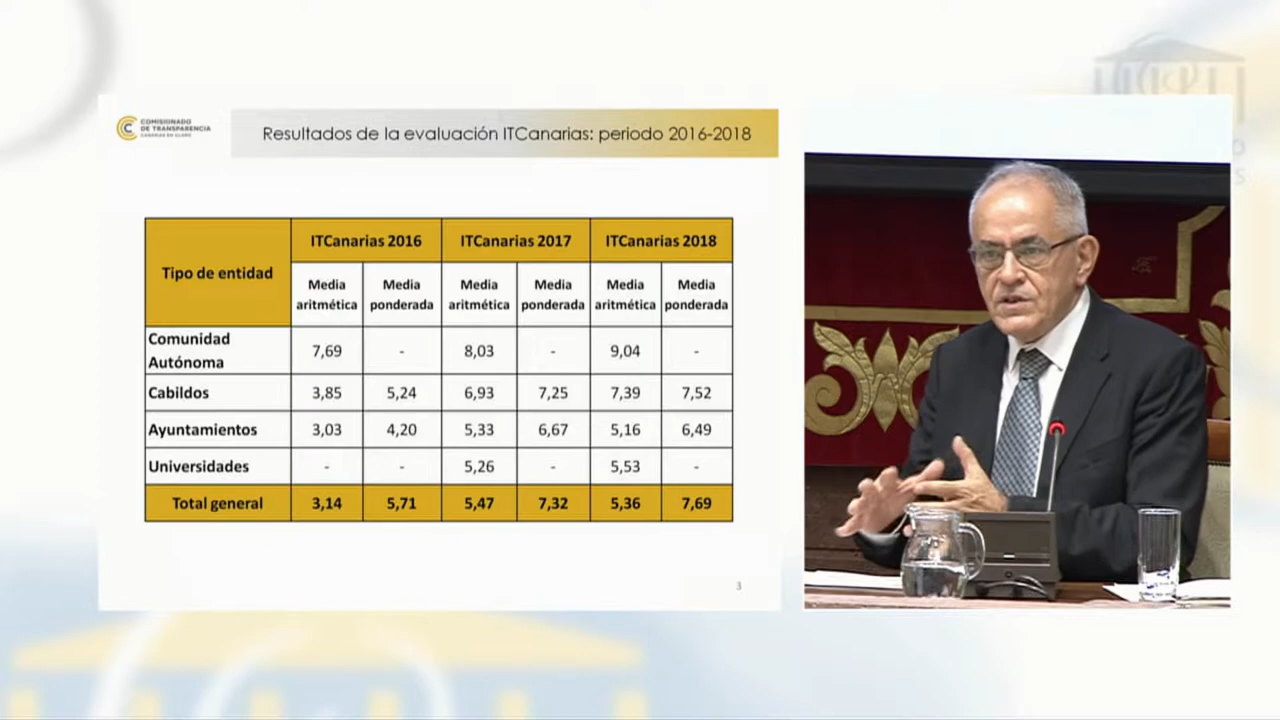 COMISIONADO
DE TRANSPARENCIA
CANARIAS EN CLARO
Resultados de la evaluación ITCanarias: periodo 2016-2018
Tipo de entidad ITCanarias 2016 ITCanarias 2017 ITCanarias 2018
Media aritmética Media ponderada Media aritmética Media ponderada Media aritmética Media ponderada
Comunidad Autónoma 7,69 - 8,03 - 9,04 -
Cabildos 3,85 5,24 6,93 7,25 7,39 7,52
Ayuntamientos 3,03 4,20 5,33 6,67 5,16 6,49
Universidades - - 5,26 - 5,53 -
Total general 3,14 5,71 5,47 7,32 5,36 7,69
3